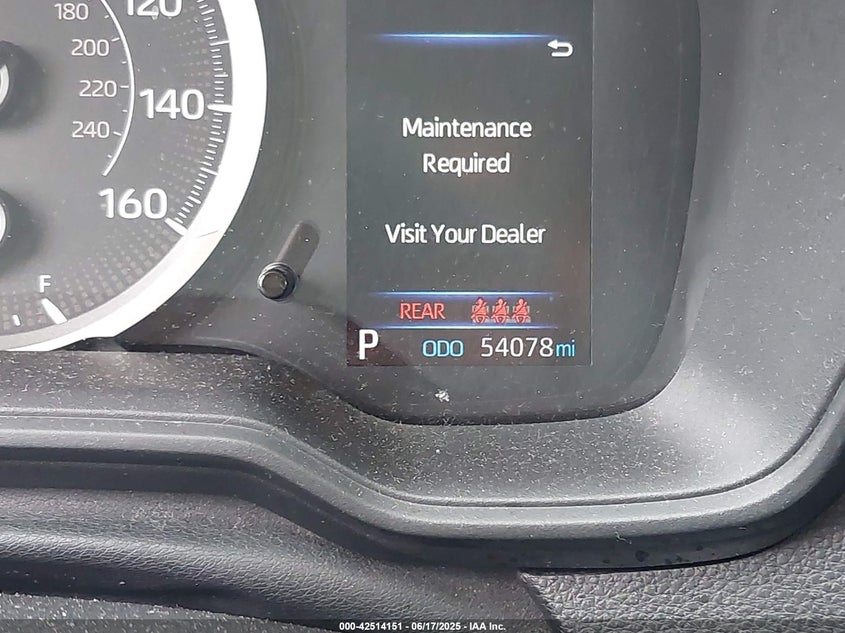 180
120
200
220
140
240
160
F
Maintenance
Required
Visit Your Dealer
REAR
P ODO 54078 mi
000-42514151 - 06/17/2025 - IAA Inc.